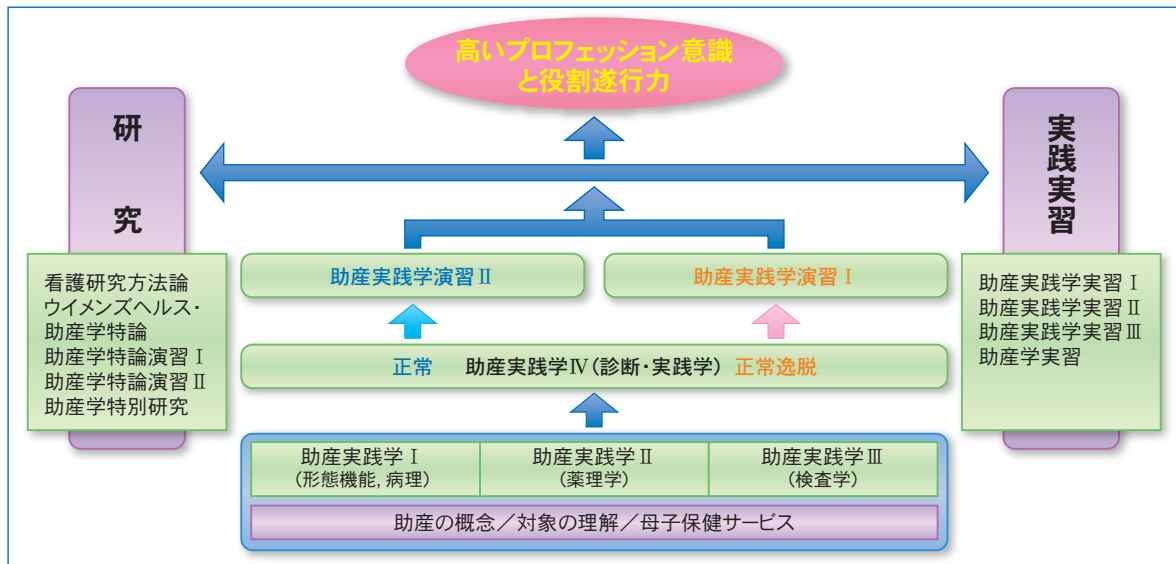 高いプロフェッション意識
と役割遂行力
研究
看護研究方法論
ウイメンズヘルス・
助産学特論
助産学特論演習Ⅰ
助産学特論演習Ⅱ
助産学特別研究
実践実習
助産実践学実習Ⅰ
助産実践学実習Ⅱ
助産実践学実習Ⅲ
助産学実習
助産実践学演習Ⅱ
助産実践学演習Ⅰ
正常 助産実践学Ⅳ(診断・実践学) 正常逸脱
助産実践学Ⅰ
(形態機能, 病理)
助産実践学Ⅱ
(薬理学)
助産実践学Ⅲ
(検査学)
助産の概念／対象の理解／母子保健サービス